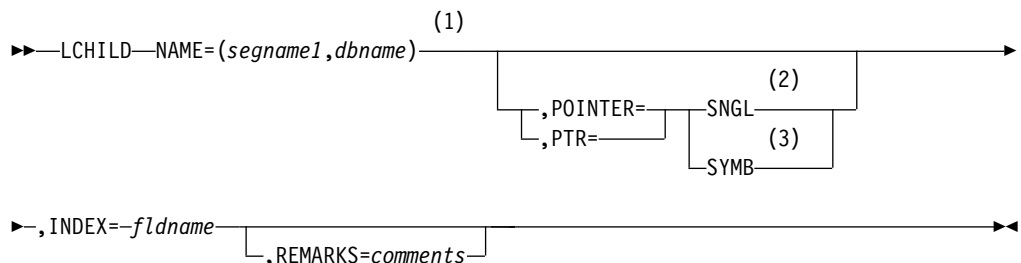 (1)
▶▶—LCHILD—NAME=(segname1,dbname)
(2)
,POINTER= SNGL
,PTR= (3)
SYMB
▶—,INDEX=—fldname
,REMARKS=comments